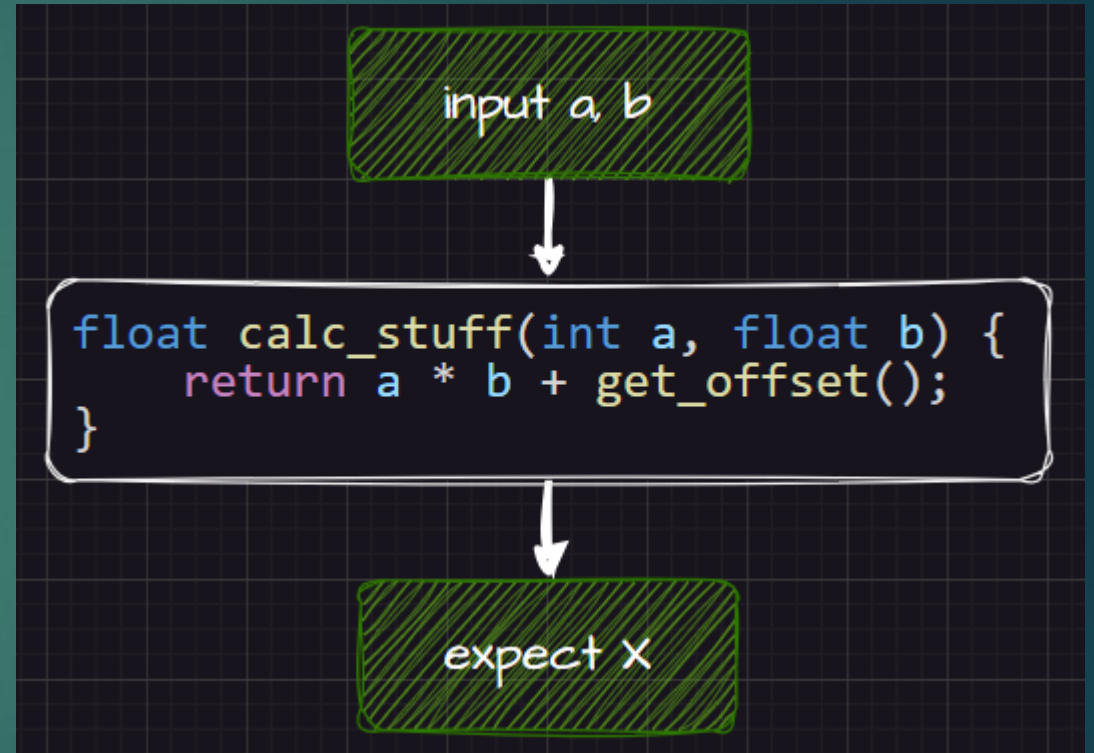 input a, b
float calc_stuff(int a, float b) {
    return a * b + get_offset();
}
expect X